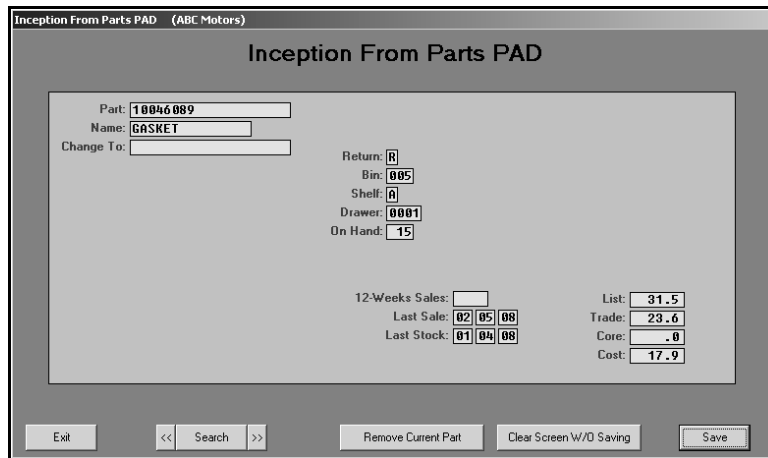 Inception From Parts PAD (ABC Motors)
Inception From Parts PAD
Part: 10046089
Name: GASKET
Change To:
Return: R
Bin: 005
Shelf: A
Drawer: 0001
On Hand: 15
12-Weeks Sales:
List: 31.5
Last Sale: 02 05 08
Trade: 23.6
Last Stock: 01 04 08
Core: .0
Cost: 17.9
Exit << Search >> Remove Current Part Clear Screen W/O Saving Save